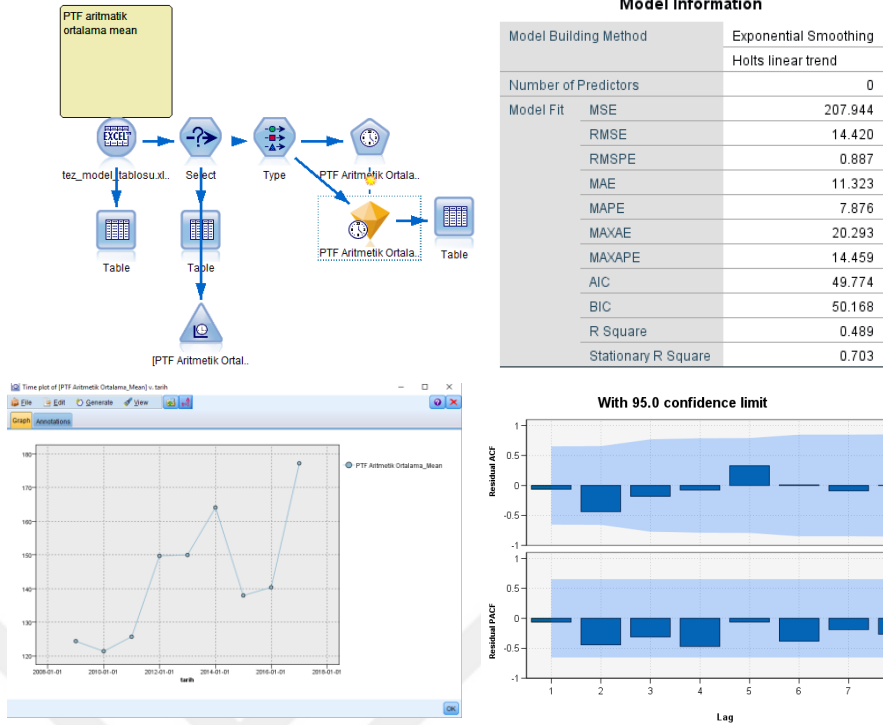 PTF aritmatik
ortalama mean
EXCEL
tez_model_tablosu.xl..
Select
Type
PTF Aritmetik Ortala..
Table
Table
PTF Aritmetik Ortala..
Table
[PTF Aritmetik Ortal..
Model Information
Model Building Method Exponential Smoothing
Holts linear trend
Number of Predictors 0
Model Fit MSE 207.944
RMSE 14.420
RMSPE 0.887
MAE 11.323
MAPE 7.876
MAXAE 20.293
MAXAPE 14.459
AIC 49.774
BIC 50.168
R Square 0.489
Stationary R Square 0.703
Time plot of [PTF Aritmetik Ortalama_Mean] v. tarih
File Edit Generate View
Graph Annotations
PTF Aritmetik Ortalama_Mean
180
170
160
150
140
130
120
2008-01-01 2010-01-01 2012-01-01 2014-01-01 2016-01-01 2018-01-01
tarih
OK
With 95.0 confidence limit
Residual ACF
1
0.5
0
-0.5
-1
Residual PACF
1
0.5
0
-0.5
-1
1 2 3 4 5 6 7
Lag